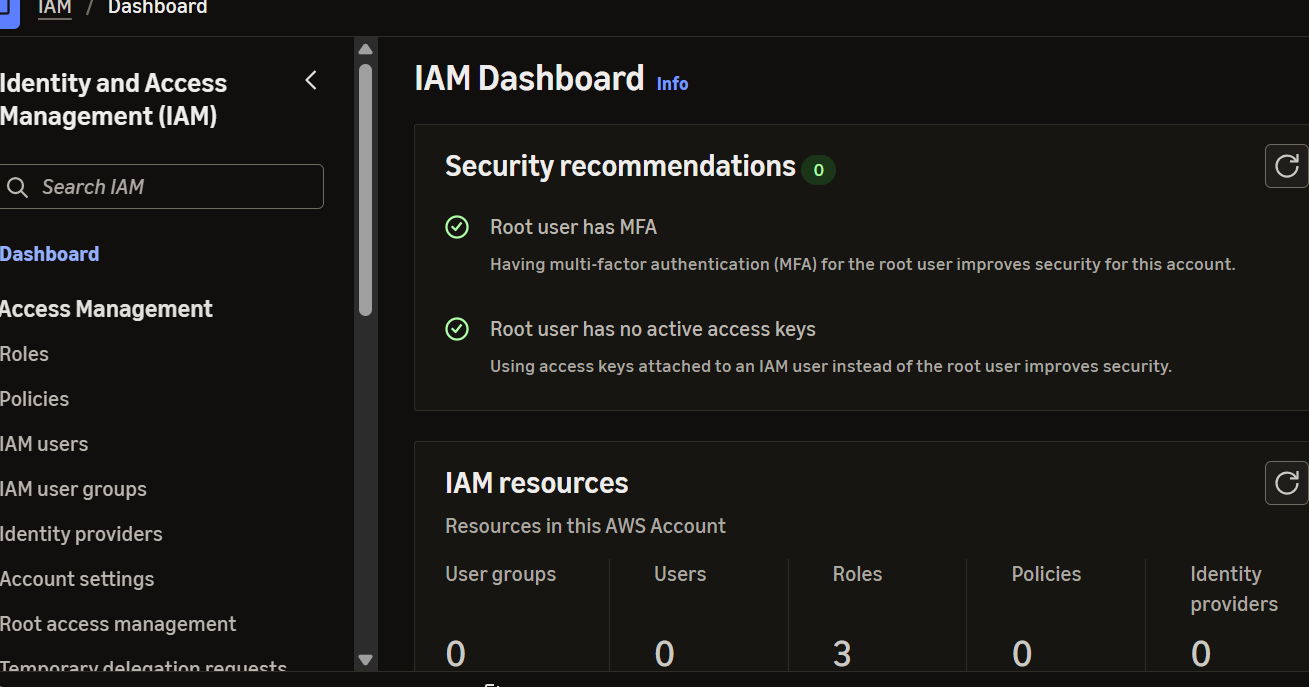 IAM / Dashboard
Identity and Access
Management (IAM)
Search IAM
Dashboard
Access Management
Roles
Policies
IAM users
IAM user groups
Identity providers
Account settings
Root access management
Temporary delegation requests
IAM Dashboard Info
Security recommendations 0
Root user has MFA
Having multi-factor authentication (MFA) for the root user improves security for this account.
Root user has no active access keys
Using access keys attached to an IAM user instead of the root user improves security.
IAM resources
Resources in this AWS Account
User groups
0
Users
0
Roles
3
Policies
0
Identity
providers
0